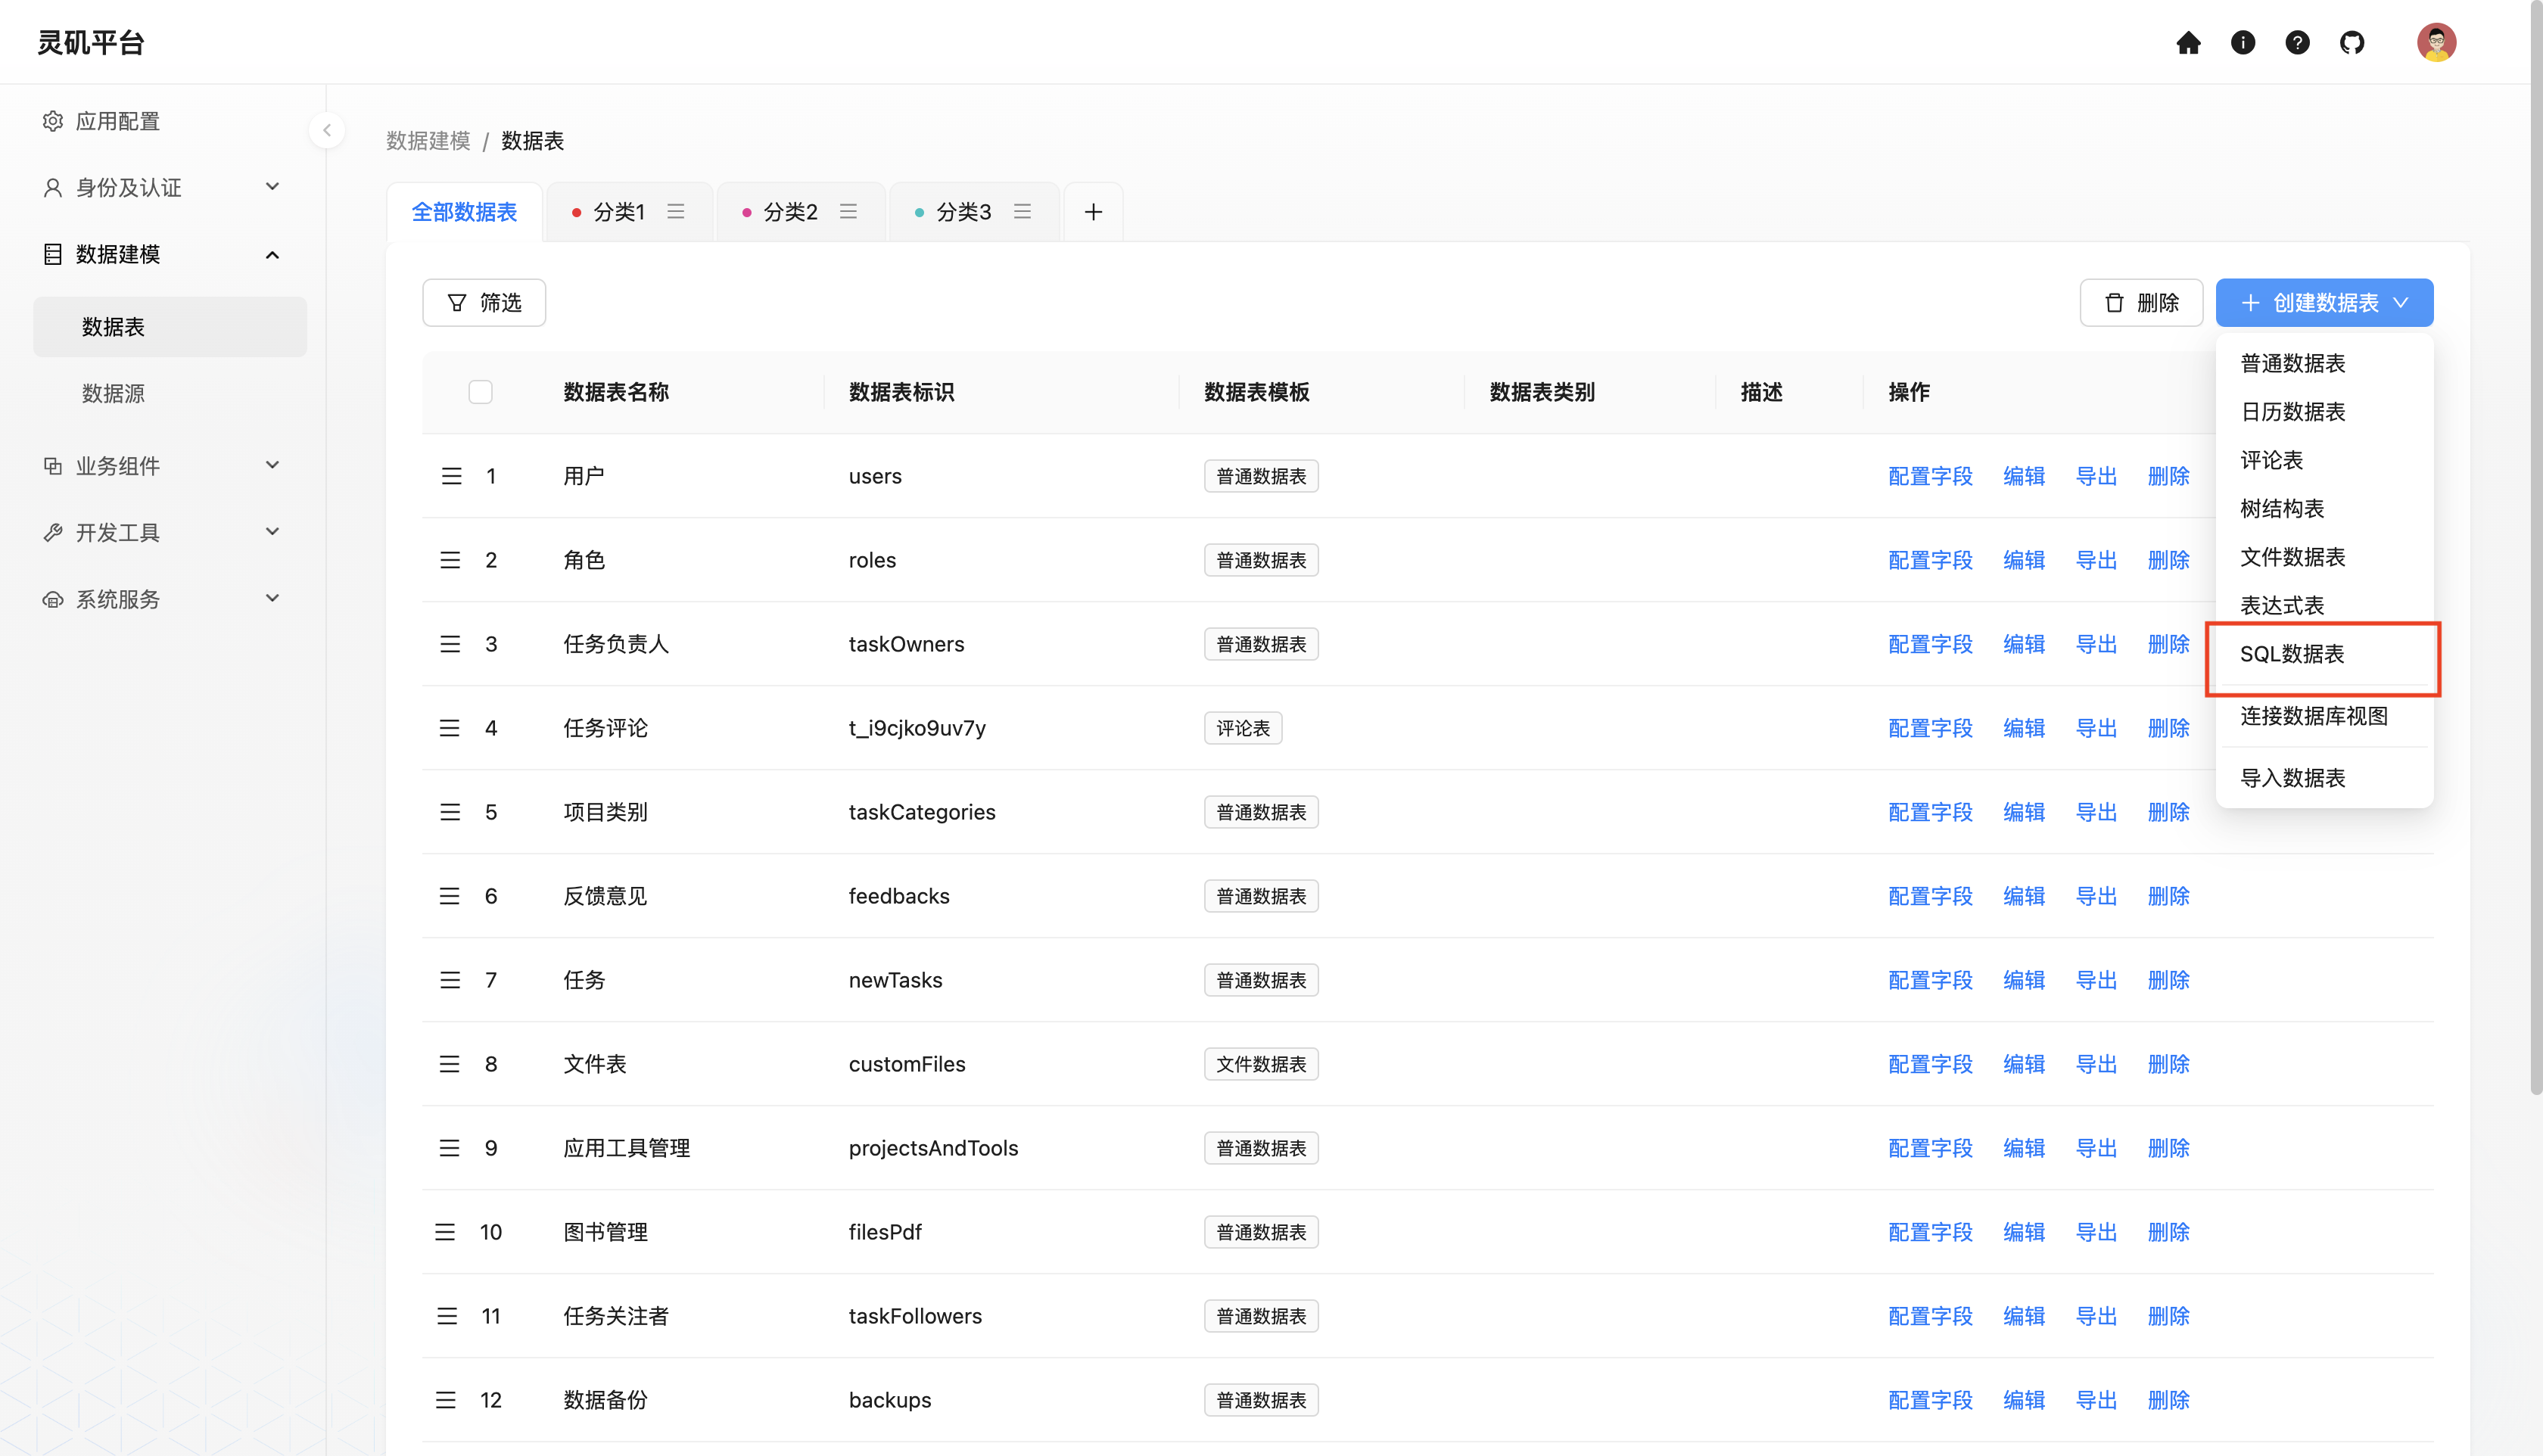 灵矶平台
应用配置
身份及认证
数据建模
数据表
数据源
业务组件
开发工具
系统服务
数据建模 / 数据表
全部数据表 分类1 分类2 分类3
筛选 删除 创建数据表
普通数据表
日历数据表
评论表
树结构表
文件数据表
表达式表
SQL数据表
连接数据库视图
导入数据表
数据表名称 数据表标识 数据表模板 数据表类别 描述 操作
1 用户 users 普通数据表 配置字段 编辑 导出 删除
2 角色 roles 普通数据表 配置字段 编辑 导出 删除
3 任务负责人 taskOwners 普通数据表 配置字段 编辑 导出 删除
4 任务评论 t_i9cjko9uv7y 评论表 配置字段 编辑 导出 删除
5 项目类别 taskCategories 普通数据表 配置字段 编辑 导出 删除
6 反馈意见 feedbacks 普通数据表 配置字段 编辑 导出 删除
7 任务 newTasks 普通数据表 配置字段 编辑 导出 删除
8 文件表 customFiles 文件数据表 配置字段 编辑 导出 删除
9 应用工具管理 projectsAndTools 普通数据表 配置字段 编辑 导出 删除
10 图书管理 filesPdf 普通数据表 配置字段 编辑 导出 删除
11 任务关注者 taskFollowers 普通数据表 配置字段 编辑 导出 删除
12 数据备份 backups 普通数据表 配置字段 编辑 导出 删除